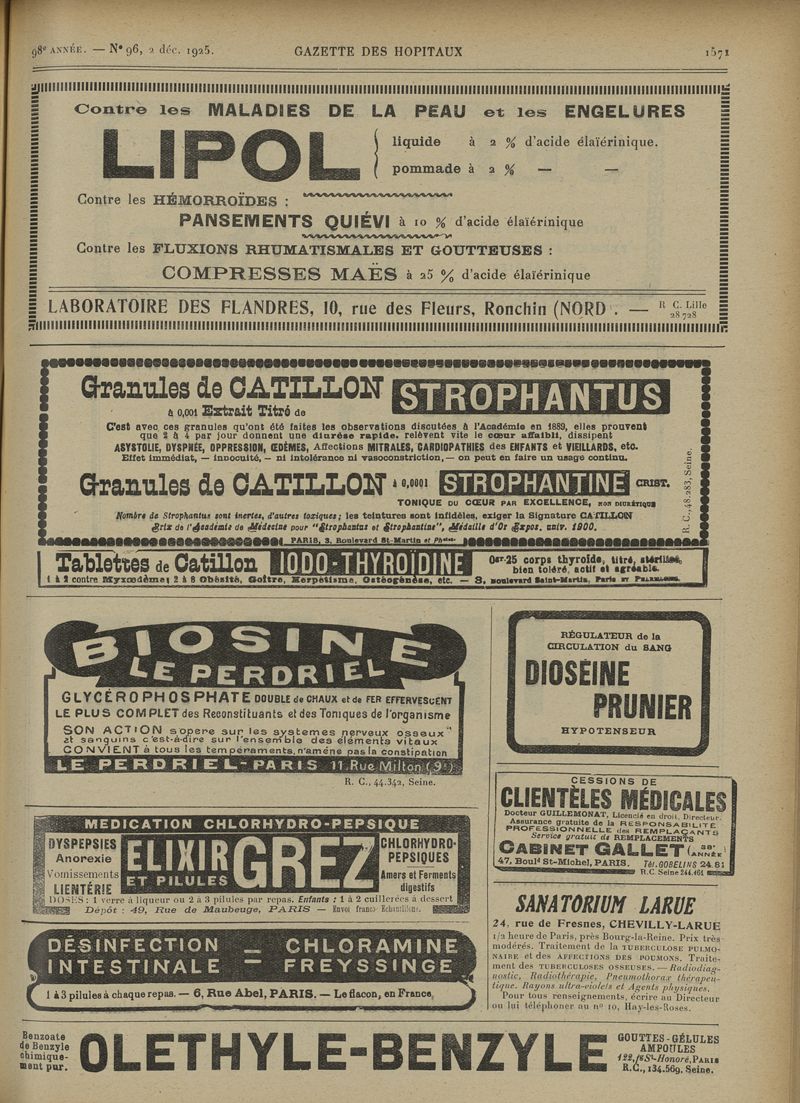 98e ANNÉE. — No 96, 2 déc. 1925.
GAZETTE DES HOPITAUX
1571
Contre les MALADIES DE LA PEAU et les ENGELURES
LIPOL
liquide à 2 % d'acide élaïérinique.
pommade à 2 % — —
Contre les HÉMORROÏDES :
PANSEMENTS QUIÉVI à 10 % d'acide élaïérinique
Contre les FLUXIONS RHUMATISMALES ET GOUTTEUSES :
COMPRESSES MAËS à 25 % d'acide élaïérinique
LABORATOIRE DES FLANDRES, 10, rue des Fleurs, Ronchin (NORD). — R C. Lille
28.728
Granules de CATILLON STROPHANTUS
à 0,001 Extrait Titré de
C'est avec ces granules qu'ont été faites les observations discutées à l'Académie en 1889, elles prouvent
que 2 à 4 par jour donnent une diurèse rapide, relèvent vite le cœur affaibli, dissipent
ASYSTOLIE, DYSPNÉE, OPPRESSION, ŒDÈMES, Affections MITRALES, CARDIOPATHIES des ENFANTS et VIEILLARDS, etc.
Effet immédiat, — innocuité, — ni intolérance ni vasoconstriction, — on peut en faire un usage continu.
Granules de CATILLON à 0,0001 STROPHANTINE CRIST.
TONIQUE DU CŒUR PAR EXCELLENCE, NON DIURÉTIQUE
Nombre de Strophantus sont inertes, d'autres toxiques; les teintures sont infidèles, exiger la Signature CATILLON
Prix de l'Académie de Médecine pour "Strophantus et Strophantine", Médaille d'Or Expos. univ. 1900.
PARIS, 3, Boulevard St-Martin et Phcies.
R. C., 48.283, Seine.
Tablettes de Catillon IODO-THYROÏDINE
0gr.25 corps thyroïde, titré, stérilisé,
bien toléré, actif et agréable.
1 à 2 contre Myxœdème; 2 à 8 Obésité, Goître, Herpétisme, Ostéogénèse, etc. — 3, Boulevard Saint-Martin, Paris ET PHARMACIES.
BIOSINE
LE PERDRIEL
GLYCÉROPHOSPHATE DOUBLE de CHAUX et de FER EFFERVESCENT
LE PLUS COMPLET des Reconstituants et des Toniques de l'organisme
SON ACTION s'opère sur les systèmes nerveux osseux
et sanguins c'est-à-dire sur l'ensemble des éléments vitaux
CONVIENT à tous les tempéraments, n'amène pas la constipation
LE PERDRIEL - PARIS 11, Rue Milton (9e)
R. C., 44.342, Seine.
RÉGULATEUR de la
CIRCULATION du SANG
DIOSÉINE
PRUNIER
HYPOTENSEUR
CESSIONS DE
CLIENTÈLES MÉDICALES
Docteur GUILLEMONAT, Licencié en droit, Directeur.
Assurance gratuite de la RESPONSABILITÉ
PROFESSIONNELLE des REMPLAÇANTS
Service gratuit de REMPLACEMENTS
CABINET GALLET (38e ANNÉE)
47, Bould St-Michel, PARIS. Tél. GOBELINS 24.81
R.C. Seine 244.461
MEDICATION CHLORHYDRO-PEPSIQUE
DYSPEPSIES
Anorexie
Vomissements
LIENTÉRIE
ELIXIR
ET PILULES
GREZ
CHLORHYDRO-
PEPSIQUES
Amers et Ferments
digestifs
DOSES : 1 verre à liqueur ou 2 à 3 pilules par repas. Enfants : 1 à 2 cuillerées à dessert
Dépôt : 49, Rue de Maubeuge, PARIS — Envoi franco Echantillons.
SANATORIUM LARUE
24, rue de Fresnes, CHEVILLY-LARUE
1/2 heure de Paris, près Bourg-la-Reine. Prix très
modérés. Traitement de la TUBERCULOSE PULMO-
NAIRE et des AFFECTIONS DES POUMONS. Traite-
ment des TUBERCULOSES OSSEUSES. — Radiodiag-
nostic, Radiothérapie, Pneumothorax thérapeu-
tique. Rayons ultra-violets et Agents physiques.
Pour tous renseignements, écrire au Directeur
ou lui téléphoner au no 10, Hay-les-Roses.
DÉSINFECTION = CHLORAMINE
INTESTINALE = FREYSSINGE
1 à 3 pilules à chaque repas. — 6, Rue Abel, PARIS. — Le flacon, en France,
Benzoate
de Benzyle
chimique-
ment pur.
OLETHYLE-BENZYLE
GOUTTES - GÉLULES
AMPOULES
122, fg St-Honoré, PARIS
R.C., 134.569, Seine.